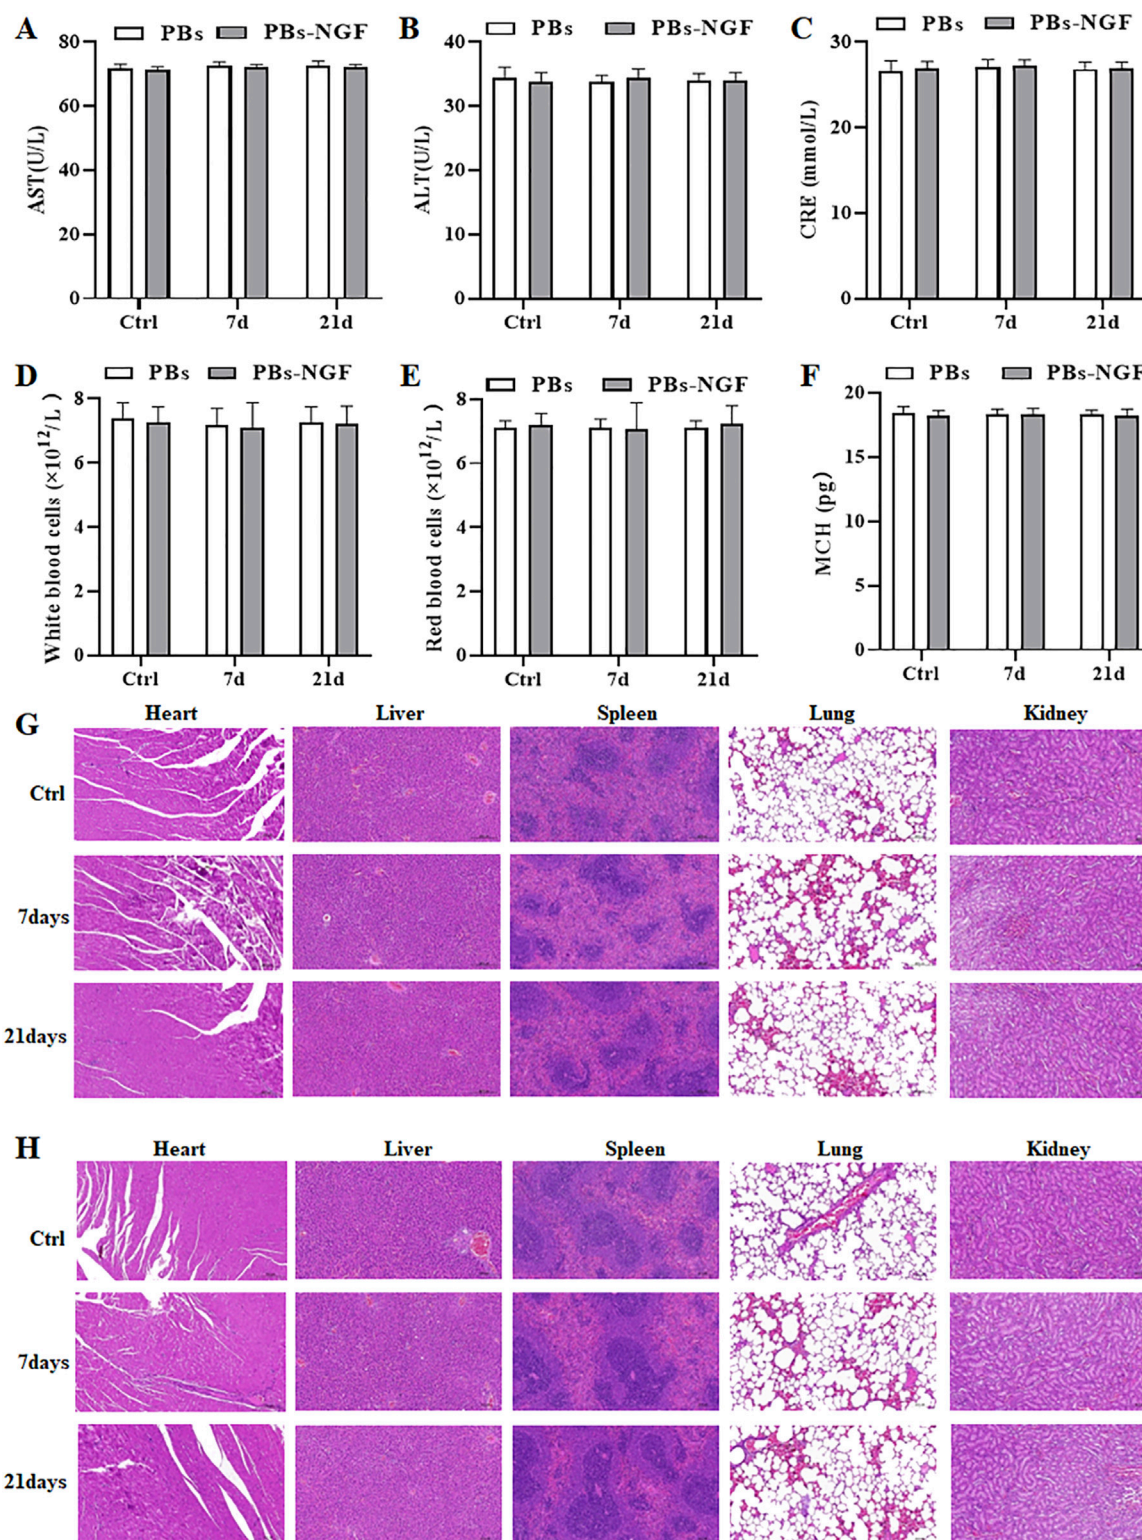 A
PBs PBs-NGF
AST(U/L)
80
60
40
20
0
Ctrl 7d 21d
B
PBs PBs-NGF
ALT(U/L)
40
30
20
10
0
Ctrl 7d 21d
C
PBs PBs-NGF
CRE (mmol/L)
30
20
10
0
Ctrl 7d 21d
D
PBs PBs-NGF
White blood cells (×10¹²/L )
8
6
4
2
0
Ctrl 7d 21d
E
PBs PBs-NGF
Red blood cells (×10¹²/L )
8
6
4
2
0
Ctrl 7d 21d
F
PBs PBs-NGF
MCH (pg)
20
15
10
5
0
Ctrl 7d 21d
G
Heart Liver Spleen Lung Kidney
Ctrl
7days
21days
H
Heart Liver Spleen Lung Kidney
Ctrl
7days
21days